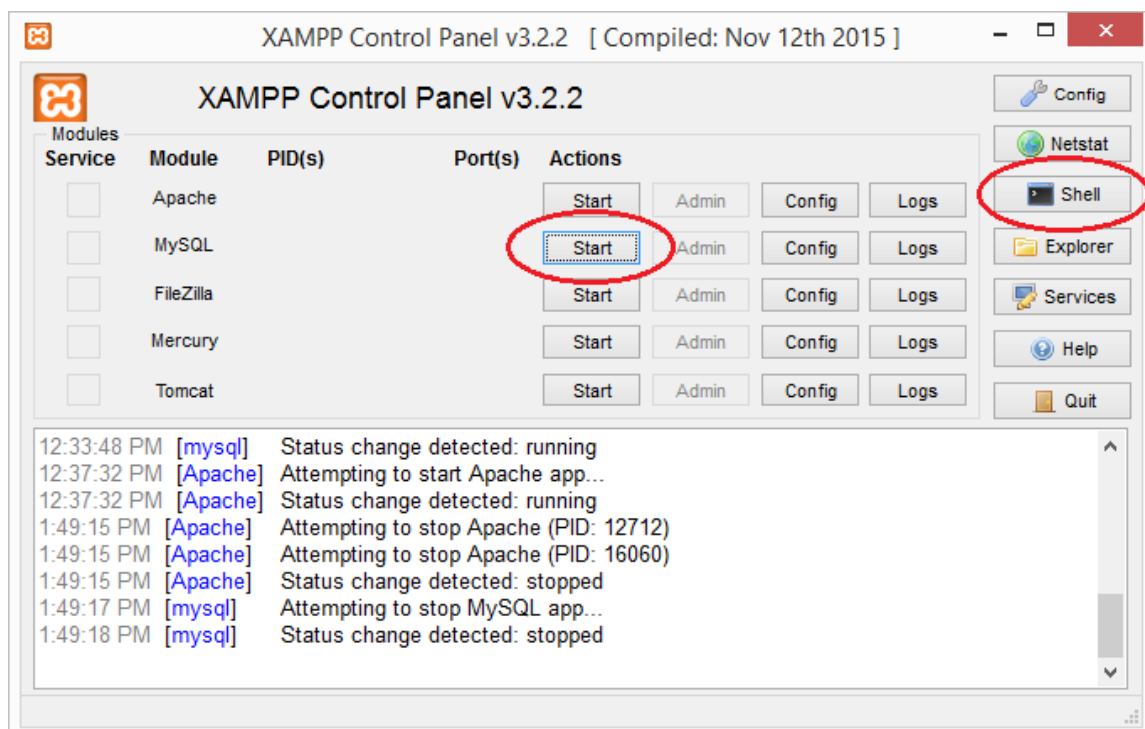 XAMPP Control Panel v3.2.2 [ Compiled: Nov 12th 2015 ]
XAMPP Control Panel v3.2.2
Config
Modules
Service Module PID(s) Port(s) Actions
Netstat
Apache Start Admin Config Logs
Shell
MySQL Start Admin Config Logs
Explorer
FileZilla Start Admin Config Logs
Services
Mercury Start Admin Config Logs
Help
Tomcat Start Admin Config Logs
Quit
12:33:48 PM [mysql] Status change detected: running
12:37:32 PM [Apache] Attempting to start Apache app...
12:37:32 PM [Apache] Status change detected: running
1:49:15 PM [Apache] Attempting to stop Apache (PID: 12712)
1:49:15 PM [Apache] Attempting to stop Apache (PID: 16060)
1:49:15 PM [Apache] Status change detected: stopped
1:49:17 PM [mysql] Attempting to stop MySQL app...
1:49:18 PM [mysql] Status change detected: stopped